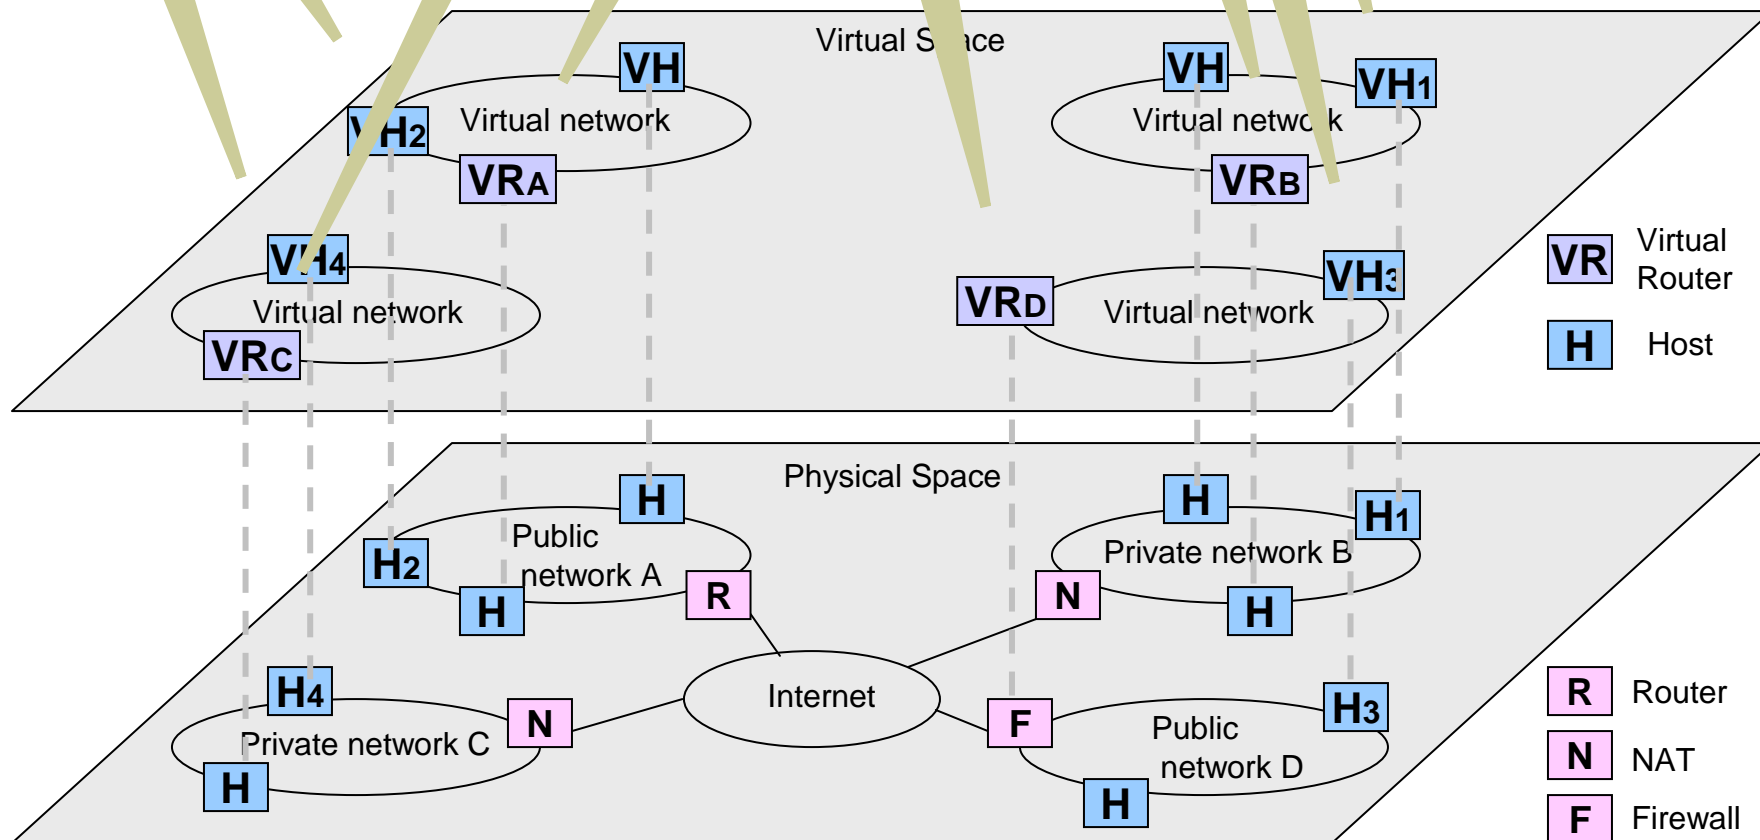 Virtual Space
VH
VH
VH1
Virtual network
Virtual network
VH2
VRA
VRB
Virtual
Router
VR
VH4
VH3
VRD
Virtual network
Virtual network
H
Host
VRC
Physical Space
H
H
H1
Public
network A
Private network B
H2
H
R
N
H
Internet
H4
N
F
H3
Private network C
Public
network D
H
H
R
Router
N
NAT
F
Firewall